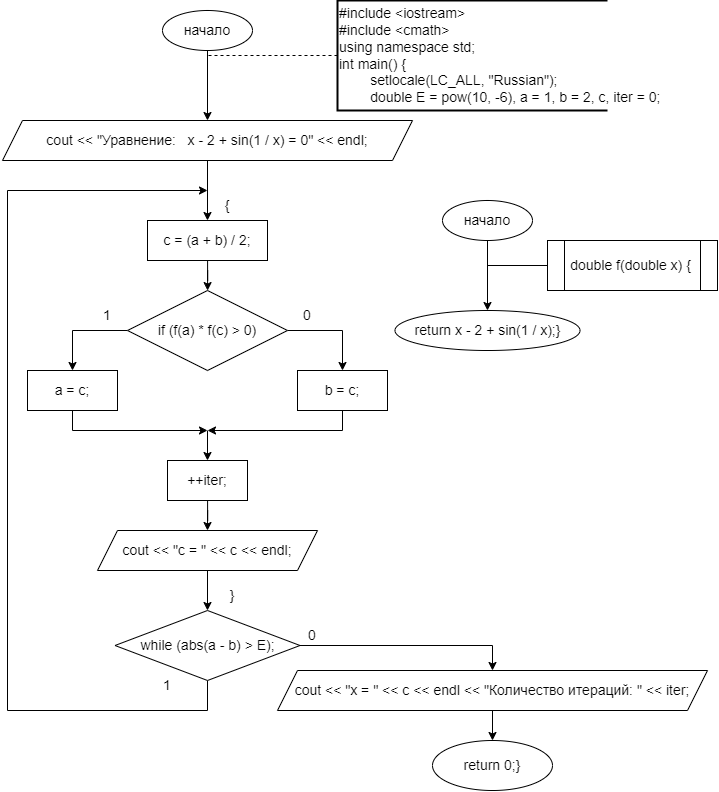 начало
#include <iostream>
#include <cmath>
using namespace std;
int main() {
setlocale(LC_ALL, "Russian");
double E = pow(10, -6), a = 1, b = 2, c, iter = 0;
cout << "Уравнение:   x - 2 + sin(1 / x) = 0" << endl;
{
c = (a + b) / 2;
if (f(a) * f(c) > 0)
1
0
a = c;
b = c;
++iter;
cout << "c = " << c << endl;
}
while (abs(a - b) > E);
0
1
cout << "x = " << c << endl << "Количество итераций: " << iter;
return 0;}
начало
double f(double x) {
return x - 2 + sin(1 / x);}